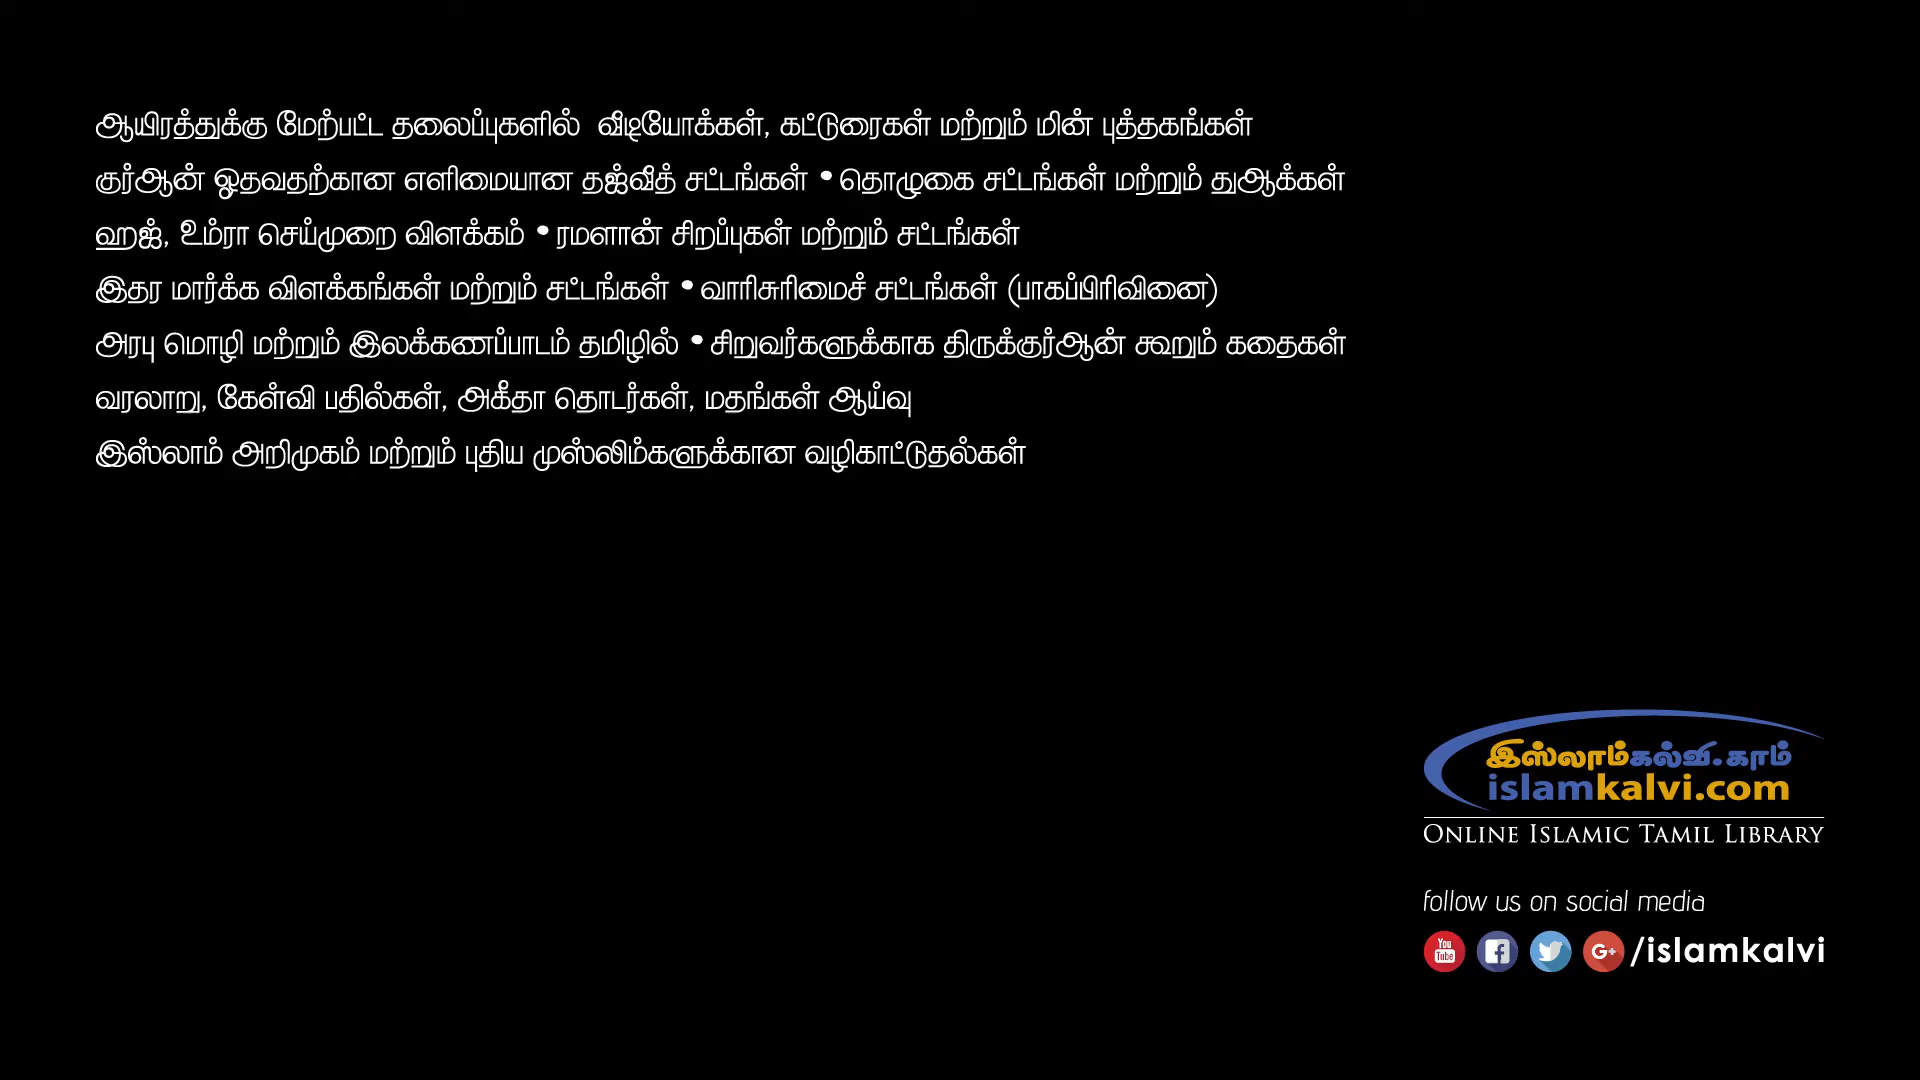 ஆயிரத்துக்கு மேற்பட்ட தலைப்புகளில் வீடியோக்கள், கட்டுரைகள் மற்றும் மின் புத்தகங்கள்
குர்ஆன் ஓதவதற்கான எளிமையான தஜ்வீத் சட்டங்கள் • தொழுகை சட்டங்கள் மற்றும் துஆக்கள்
ஹஜ், உம்ரா செய்முறை விளக்கம் • ரமளான் சிறப்புகள் மற்றும் சட்டங்கள்
இதர மார்க்க விளக்கங்கள் மற்றும் சட்டங்கள் • வாரிசுரிமைச் சட்டங்கள் (பாகப்பிரிவினை)
அரபு மொழி மற்றும் இலக்கணப்பாடம் தமிழில் • சிறுவர்களுக்காக திருக்குர்ஆன் கூறும் கதைகள்
வரலாறு, கேள்வி பதில்கள், அகீதா தொடர்கள், மதங்கள் ஆய்வு
இஸ்லாம் அறிமுகம் மற்றும் புதிய முஸ்லிம்களுக்கான வழிகாட்டுதல்கள்
இஸ்லாம்கல்வி.காம்
islamkalvi.com
ONLINE ISLAMIC TAMIL LIBRARY
follow us on social media
You Tube f G+ /islamkalvi